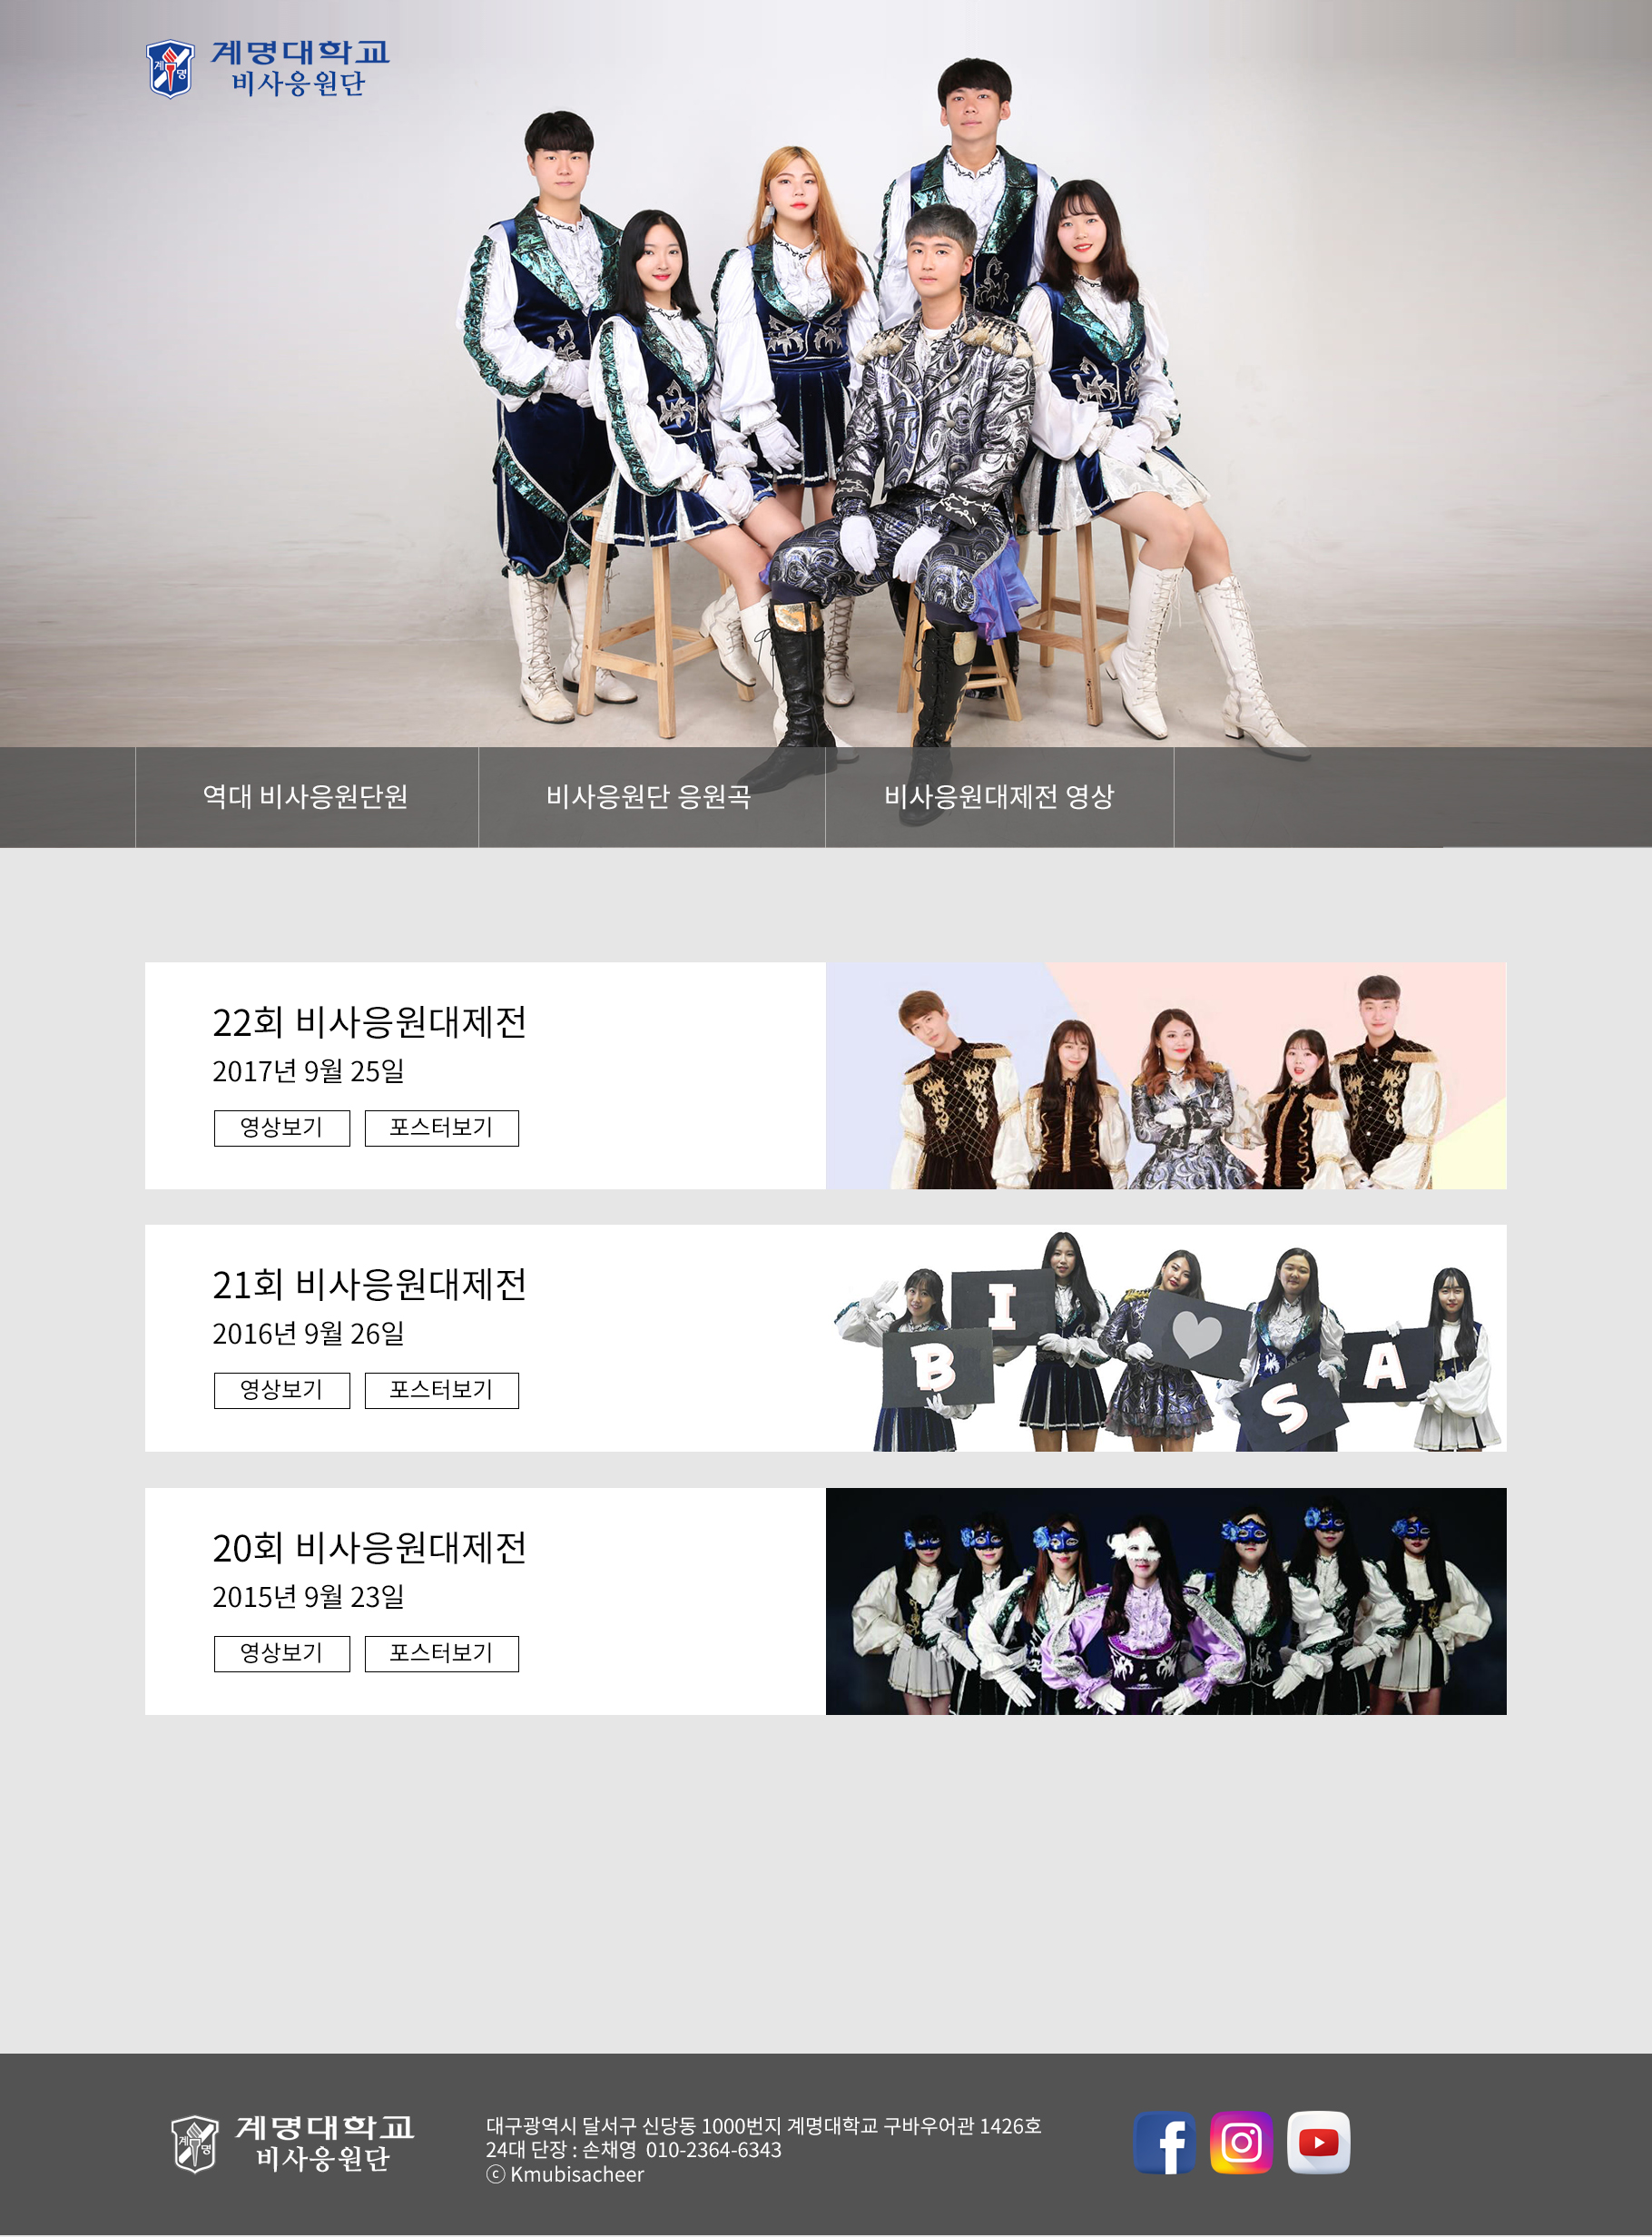 계명대학교
비사응원단
계명
역대 비사응원단원
비사응원단 응원곡
비사응원대제전 영상
22회 비사응원대제전
2017년 9월 25일
영상보기
포스터보기
21회 비사응원대제전
2016년 9월 26일
영상보기
포스터보기
B I S A
20회 비사응원대제전
2015년 9월 23일
영상보기
포스터보기
계명
계명대학교
비사응원단
대구광역시 달서구 신당동 1000번지 계명대학교 구바우어관 1426호
24대 단장 : 손채영 010-2364-6343
ⓒ Kmubisacheer